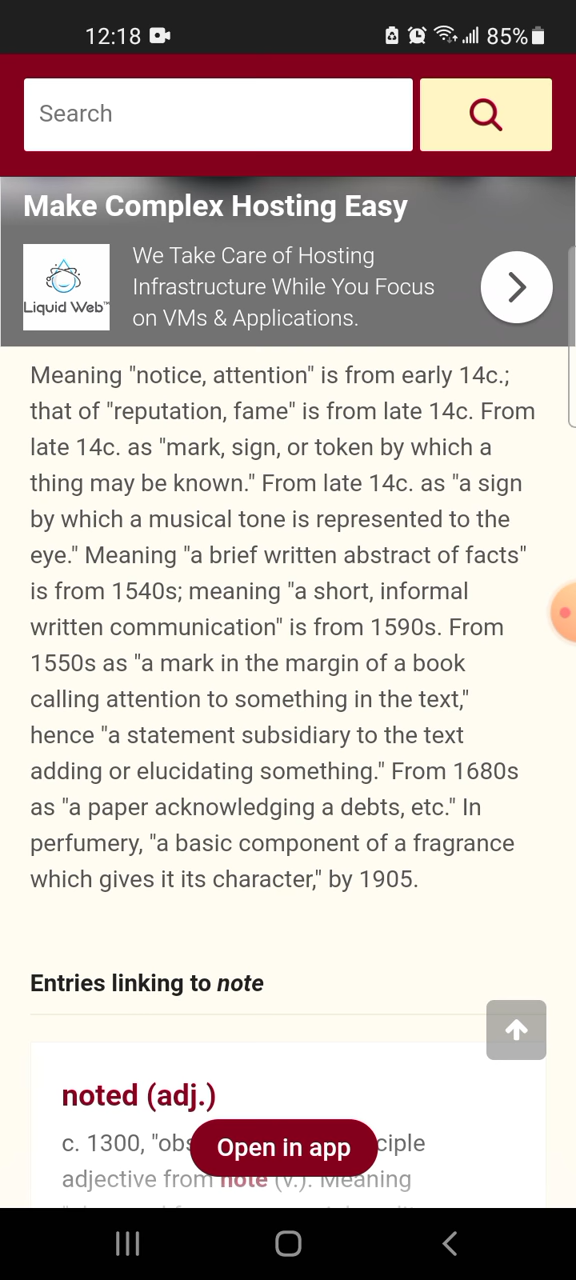 12:18
85%
Search
Make Complex Hosting Easy
We Take Care of Hosting
Infrastructure While You Focus
on VMs & Applications.
Liquid Web™
Meaning "notice, attention" is from early 14c.;
that of "reputation, fame" is from late 14c. From
late 14c. as "mark, sign, or token by which a
thing may be known." From late 14c. as "a sign
by which a musical tone is represented to the
eye." Meaning "a brief written abstract of facts"
is from 1540s; meaning "a short, informal
written communication" is from 1590s. From
1550s as "a mark in the margin of a book
calling attention to something in the text,"
hence "a statement subsidiary to the text
adding or elucidating something." From 1680s
as "a paper acknowledging a debts, etc." In
perfumery, "a basic component of a fragrance
which gives it its character," by 1905.
Entries linking to note
noted (adj.)
c. 1300,
Open in app
adjective from note (v.). Meaning